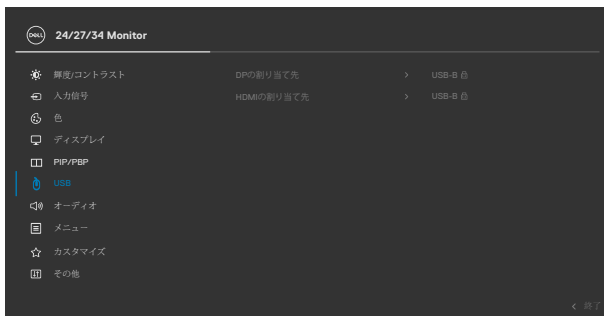 DELL 24/27/34 Monitor
輝度/コントラスト DPの割り当て先 > USB-B
入力信号 HDMIの割り当て先 > USB-B
色
ディスプレイ
PIP/PBP
USB
オーディオ
メニュー
カスタマイズ
その他
< 終了